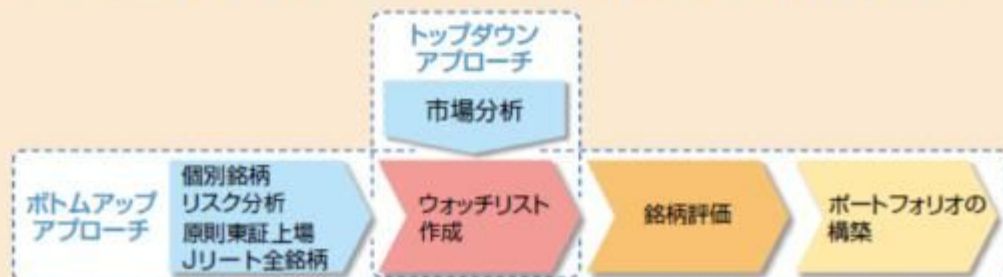 トップダウン
アプローチ
市場分析
ボトムアップ
アプローチ
個別銘柄
リスク分析
原則東証上場
Jリート全銘柄
ウォッチリスト
作成
銘柄評価
ポートフォリオの
構築